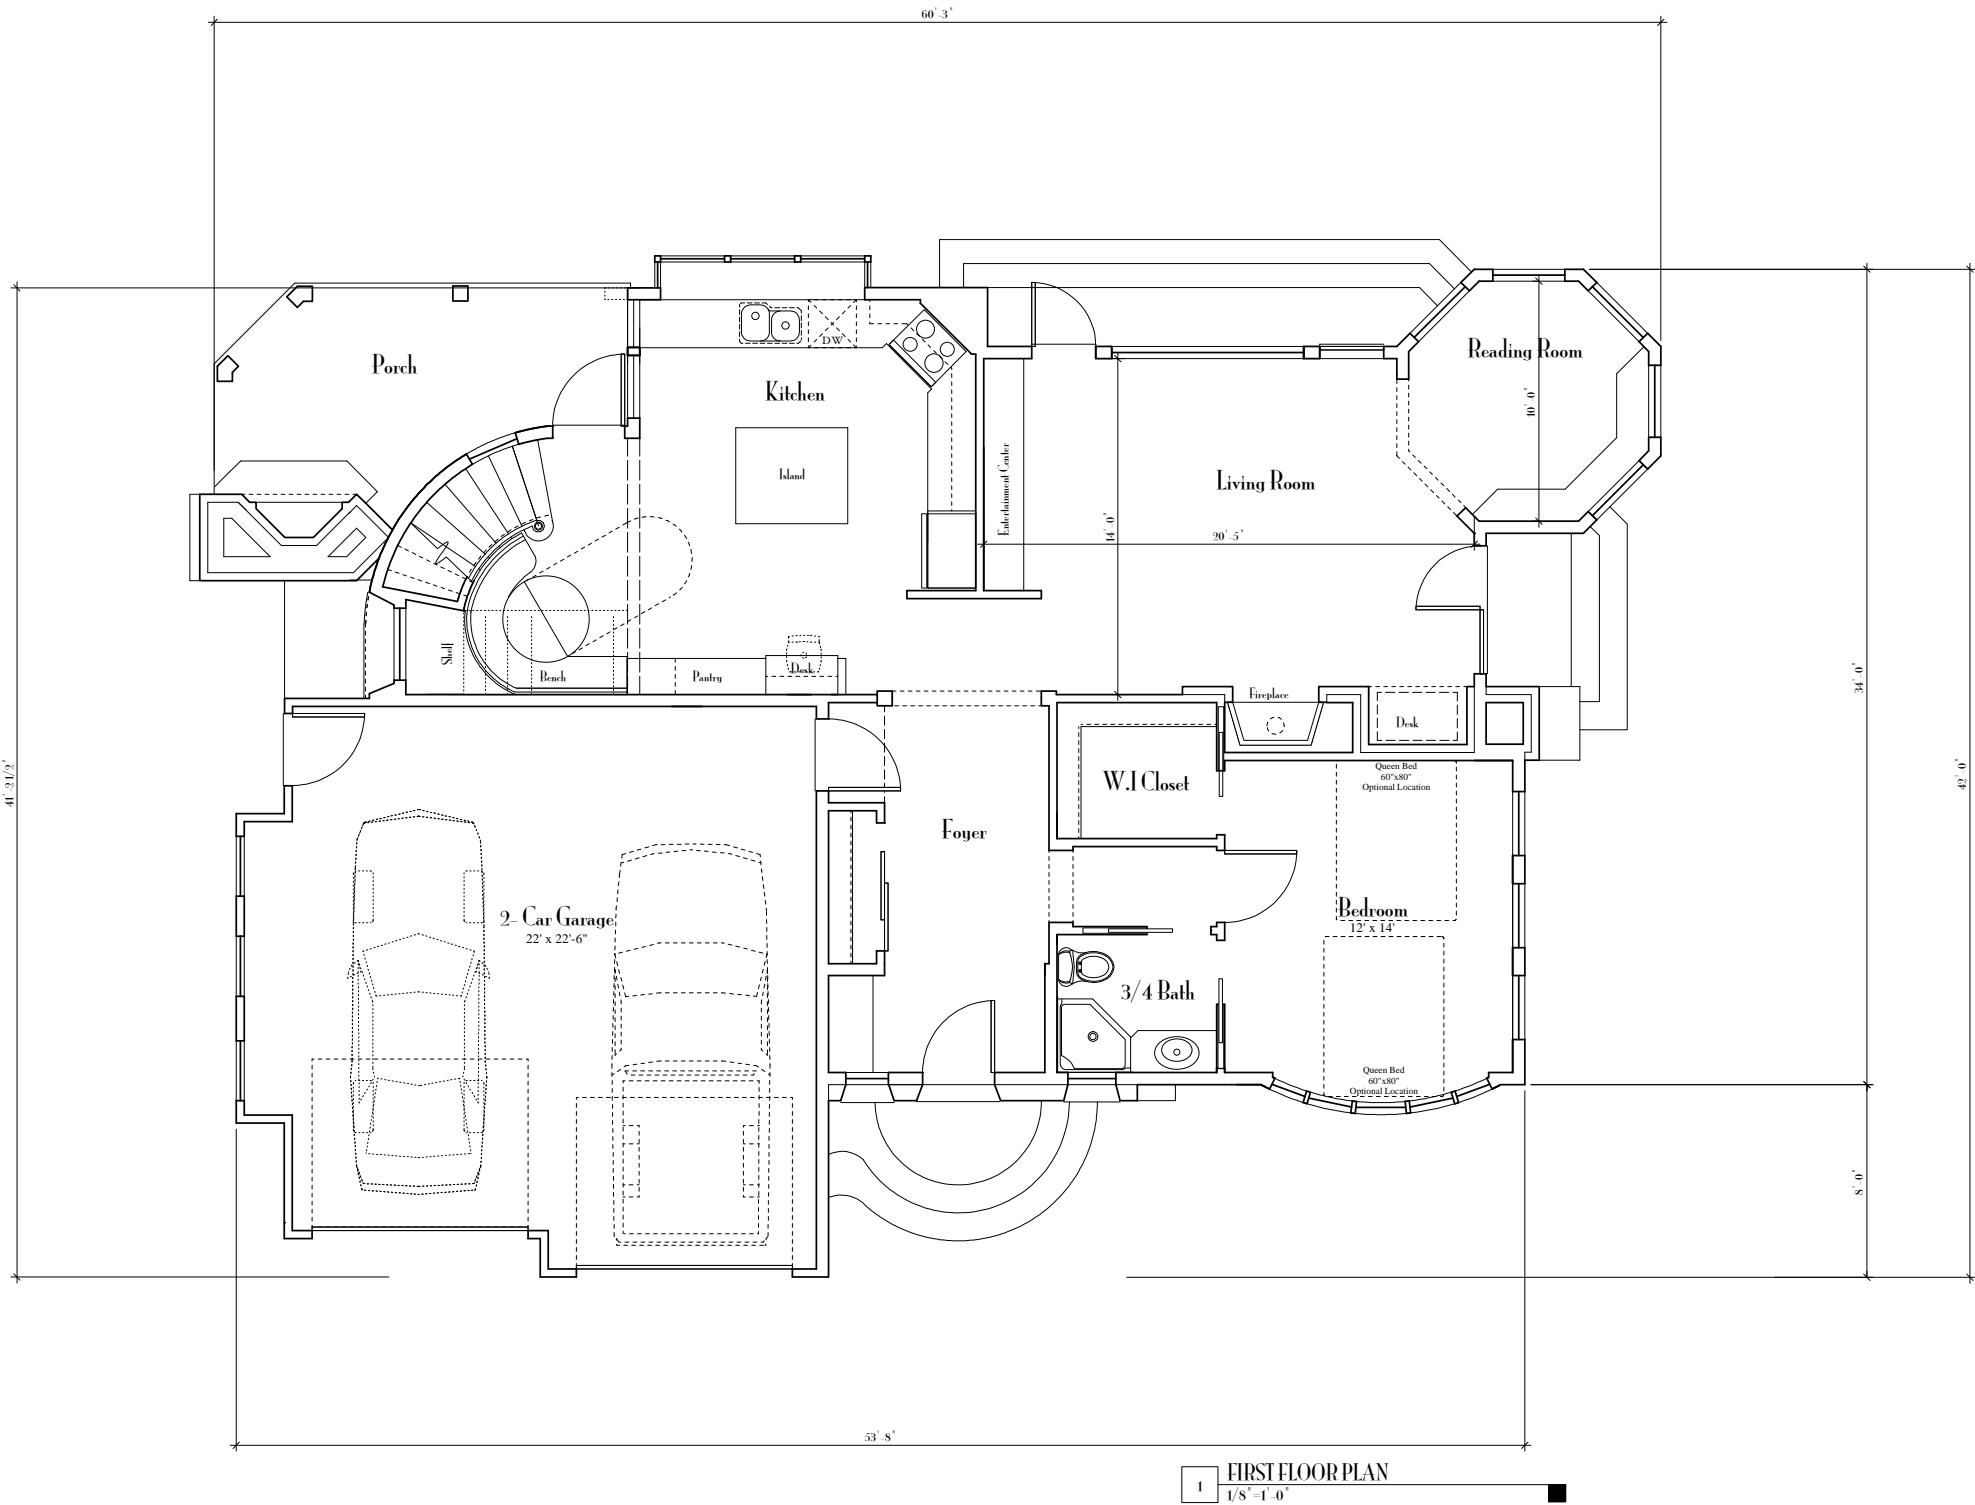 60'-3"
Porch
DW
Kitchen
Island
Entertainment Center
Living Room
Reading Room
10'-0"
14'-0"
20'-5"
Shelf
Bench
Pantry
Desk
Fireplace
Desk
34'-0"
42'-0"
41'-2 1/2"
W.I Closet
Queen Bed
60"x80"
Optional Location
Foyer
2- Car Garage
22' x 22'-6"
Bedroom
12' x 14'
3/4 Bath
Queen Bed
60"x80"
Optional Location
8'-0"
53'-8"
1
FIRST FLOOR PLAN
1/8"=1'-0"